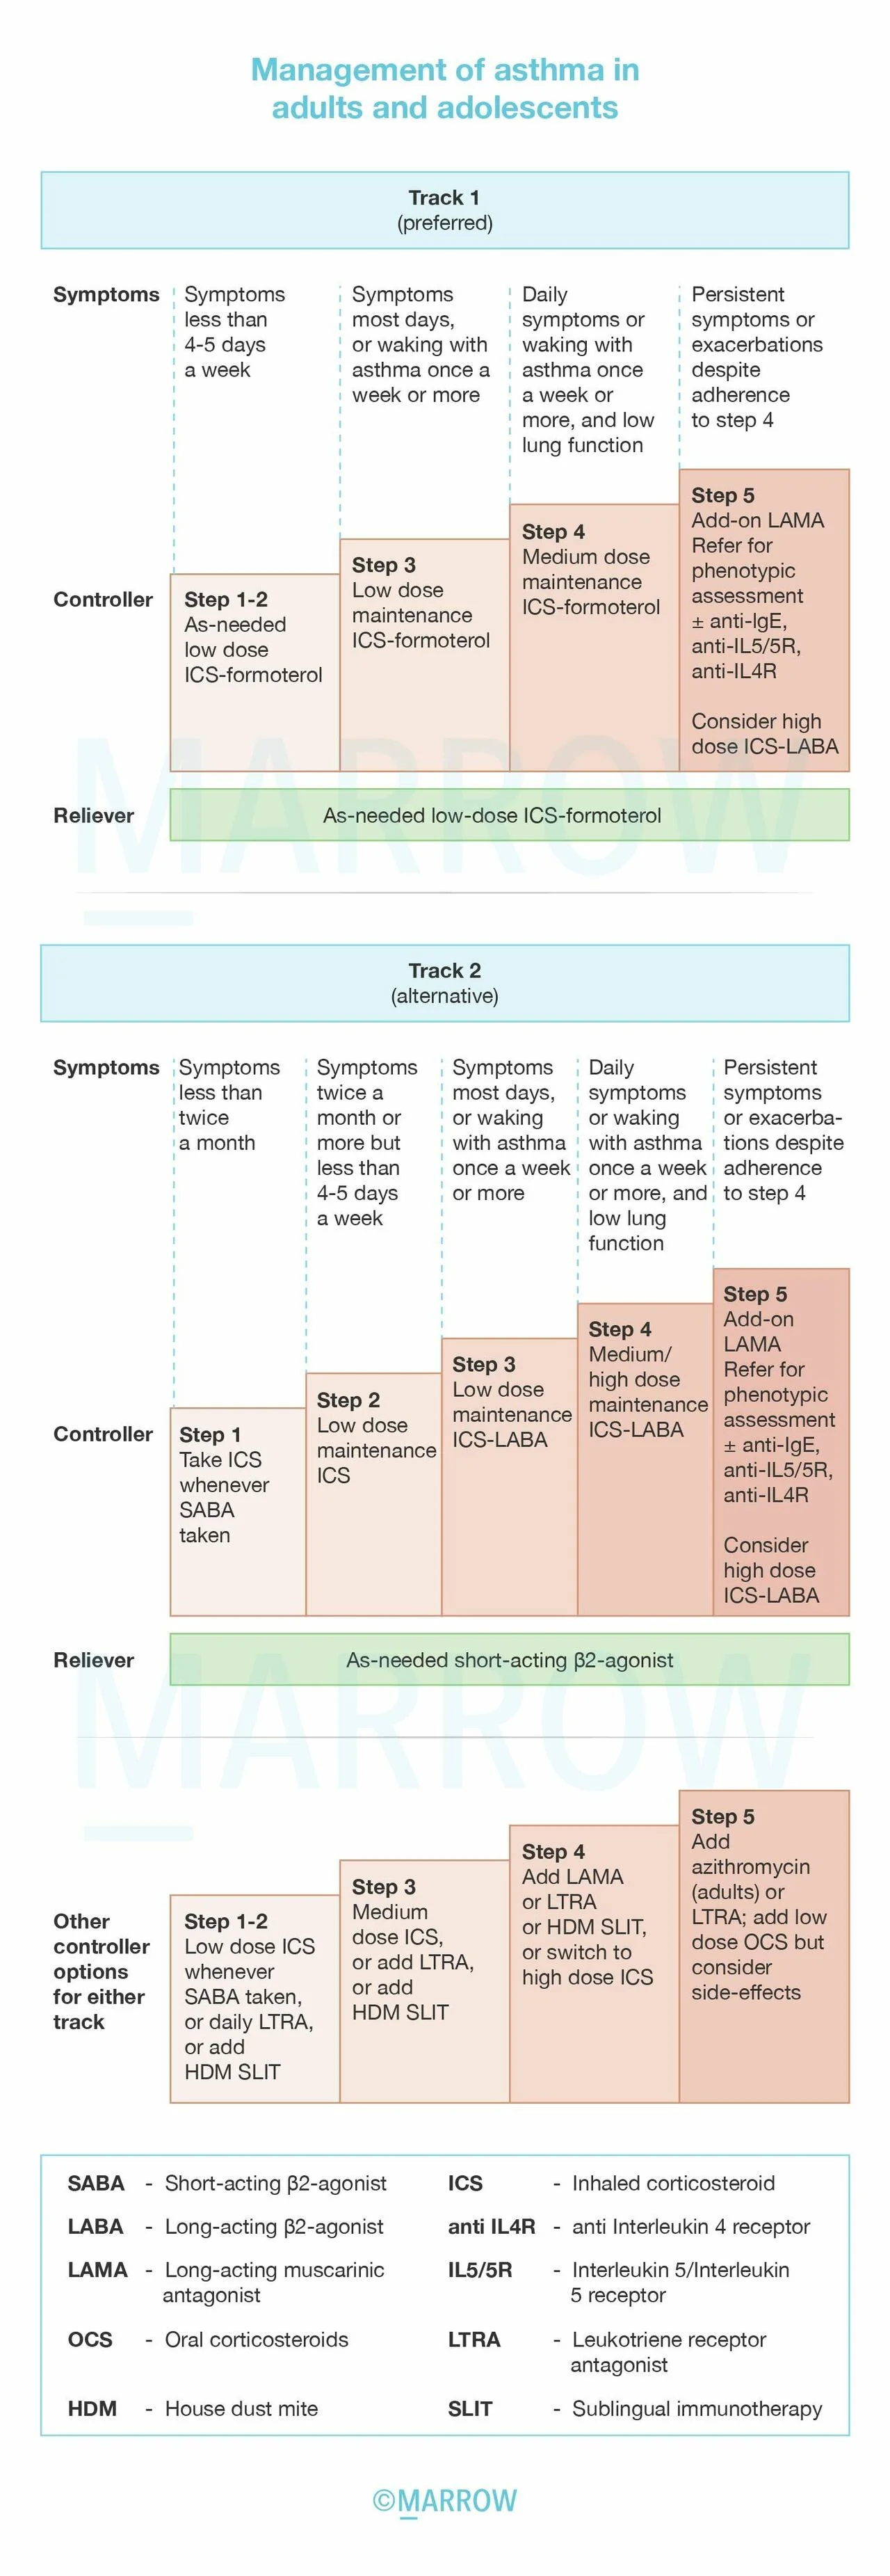 Management of asthma in
adults and adolescents
Track 1
(preferred)
Symptoms
Symptoms
less than
4-5 days
a week
Symptoms
most days,
or waking with
asthma once a
week or more
Daily
symptoms or
waking with
asthma once
a week or
more, and low
lung function
Persistent
symptoms or
exacerbations
despite
adherence
to step 4
Controller
Step 1-2
As-needed
low dose
ICS-formoterol
Step 3
Low dose
maintenance
ICS-formoterol
Step 4
Medium dose
maintenance
ICS-formoterol
Step 5
Add-on LAMA
Refer for
phenotypic
assessment
± anti-IgE,
anti-IL5/5R,
anti-IL4R
Consider high
dose ICS-LABA
MARROW
Reliever
As-needed low-dose ICS-formoterol
Track 2
(alternative)
Symptoms
Symptoms
less than
twice
a month
Symptoms
twice a
month or
more but
less than
4-5 days
a week
Symptoms
most days,
or waking
with asthma
once a week
or more
Daily
symptoms
or waking
with asthma
once a week
or more, and
low lung
function
Persistent
symptoms
or exacerba-
tions despite
adherence
to step 4
Controller
Step 1
Take ICS
whenever
SABA
taken
Step 2
Low dose
maintenance
ICS
Step 3
Low dose
maintenance
ICS-LABA
Step 4
Medium/
high dose
maintenance
ICS-LABA
Step 5
Add-on
LAMA
Refer for
phenotypic
assessment
± anti-IgE,
anti-IL5/5R,
anti-IL4R
Consider
high dose
ICS-LABA
Reliever
As-needed short-acting β2-agonist
MARROW
Other
controller
options
for either
track
Step 1-2
Low dose ICS
whenever
SABA taken,
or daily LTRA,
or add
HDM SLIT
Step 3
Medium
dose ICS,
or add LTRA,
or add
HDM SLIT
Step 4
Add LAMA
or LTRA
or HDM SLIT,
or switch to
high dose ICS
Step 5
Add
azithromycin
(adults) or
LTRA; add low
dose OCS but
consider
side-effects
SABA - Short-acting β2-agonist
LABA - Long-acting β2-agonist
LAMA - Long-acting muscarinic
antagonist
OCS - Oral corticosteroids
HDM - House dust mite
ICS - Inhaled corticosteroid
anti IL4R - anti Interleukin 4 receptor
IL5/5R - Interleukin 5/Interleukin
5 receptor
LTRA - Leukotriene receptor
antagonist
SLIT - Sublingual immunotherapy
©MARROW